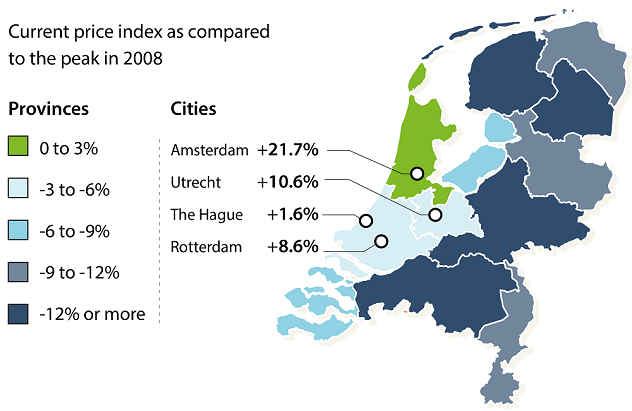 Current price index as compared
to the peak in 2008
Provinces
0 to 3%
-3 to -6%
-6 to -9%
-9 to -12%
-12% or more
Cities
Amsterdam +21.7%
Utrecht +10.6%
The Hague +1.6%
Rotterdam +8.6%